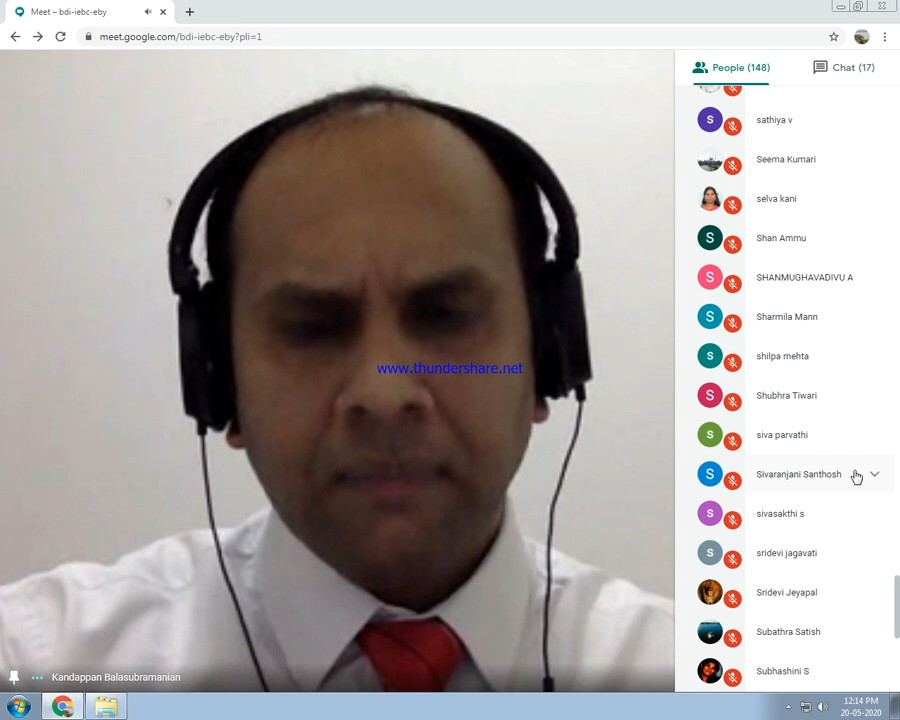 Meet – bdi-iebc-eby
meet.google.com/bdi-iebc-eby?pli=1
People (148)
Chat (17)
S sathiya v
Seema Kumari
selva kani
S Shan Ammu
S SHANMUGHAVADIVU A
S Sharmila Mann
s shilpa mehta
S Shubhra Tiwari
s siva parvathi
S Sivaranjani Santhosh
s sivasakthi s
s sridevi jagavati
Sridevi Jeyapal
Subathra Satish
Subhashini S
www.thundershare.net
Kandappan Balasubramanian
12:14 PM
20-05-2020